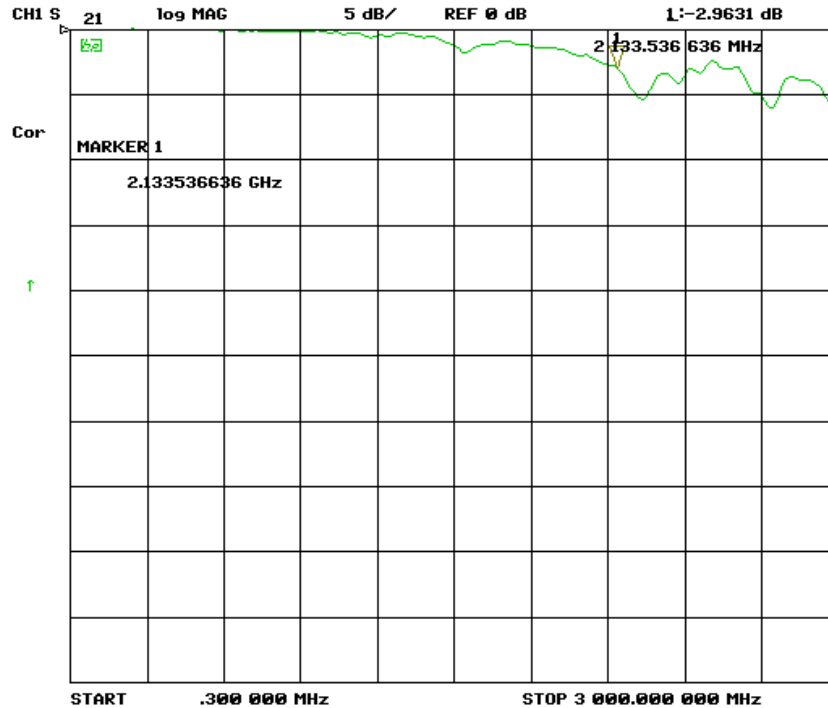 CH1 S 21 log MAG 5 dB/ REF 0 dB 1:-2.9631 dB
1
2 133.536 636 MHz
Cor
MARKER 1
2.133536636 GHz
↑
START .300 000 MHz STOP 3 000.000 000 MHz